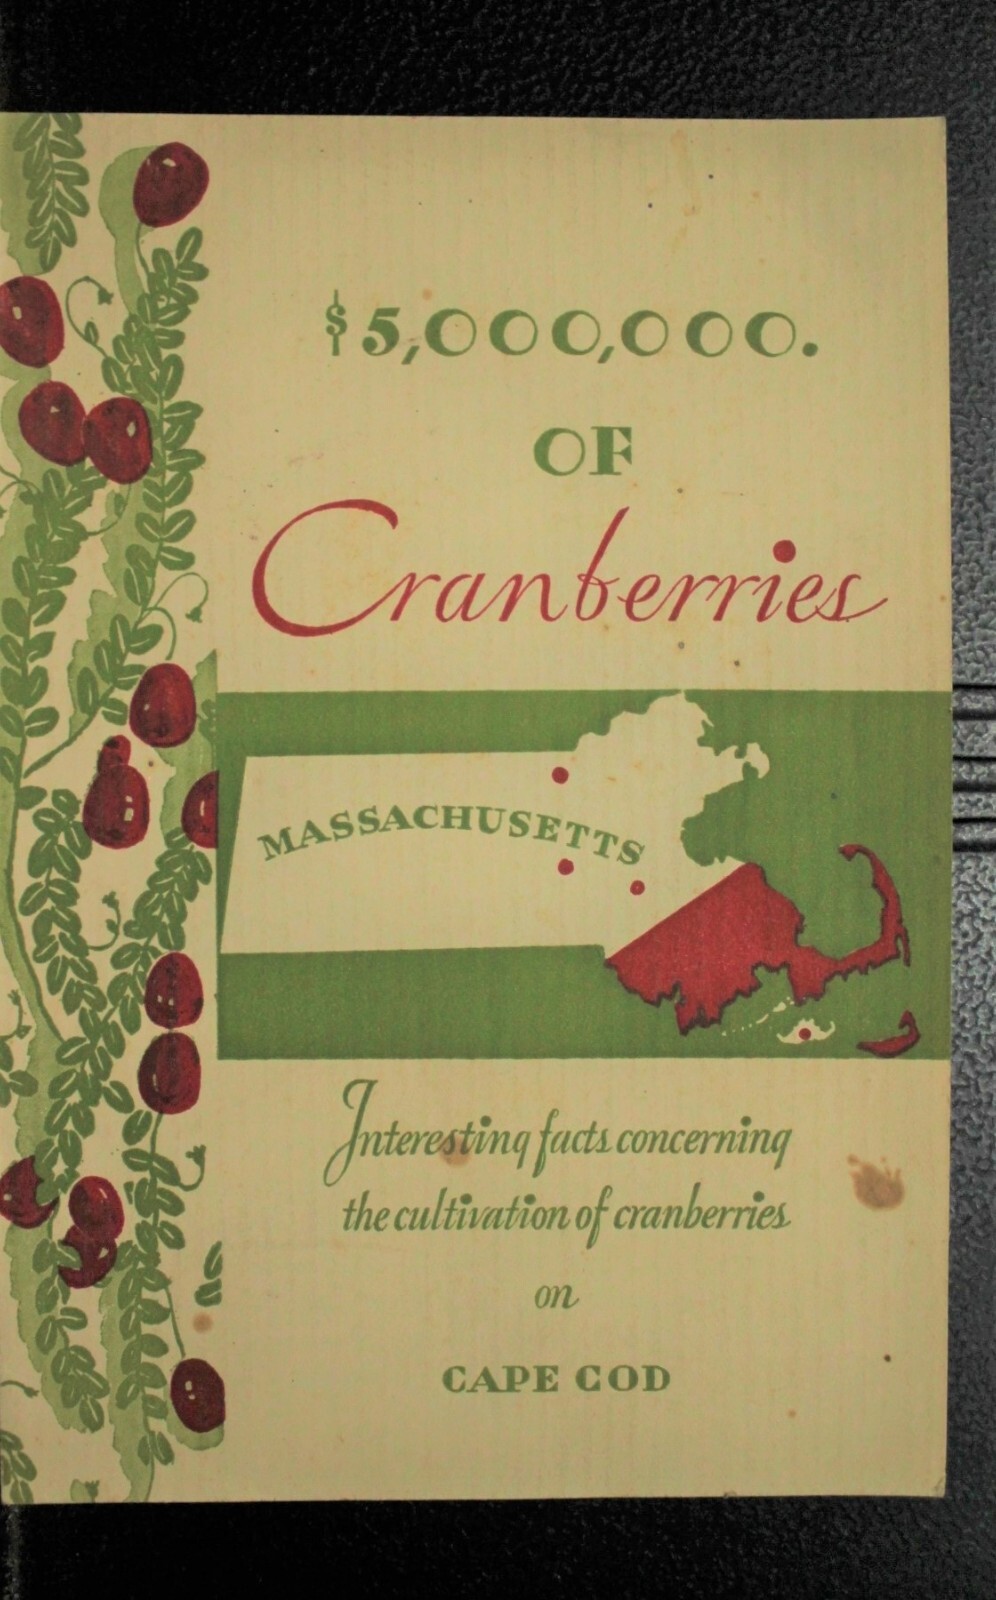 $5,000,000.
OF
Cranberries
MASSACHUSETTS
Interesting facts concerning
the cultivation of cranberries
on
CAPE COD